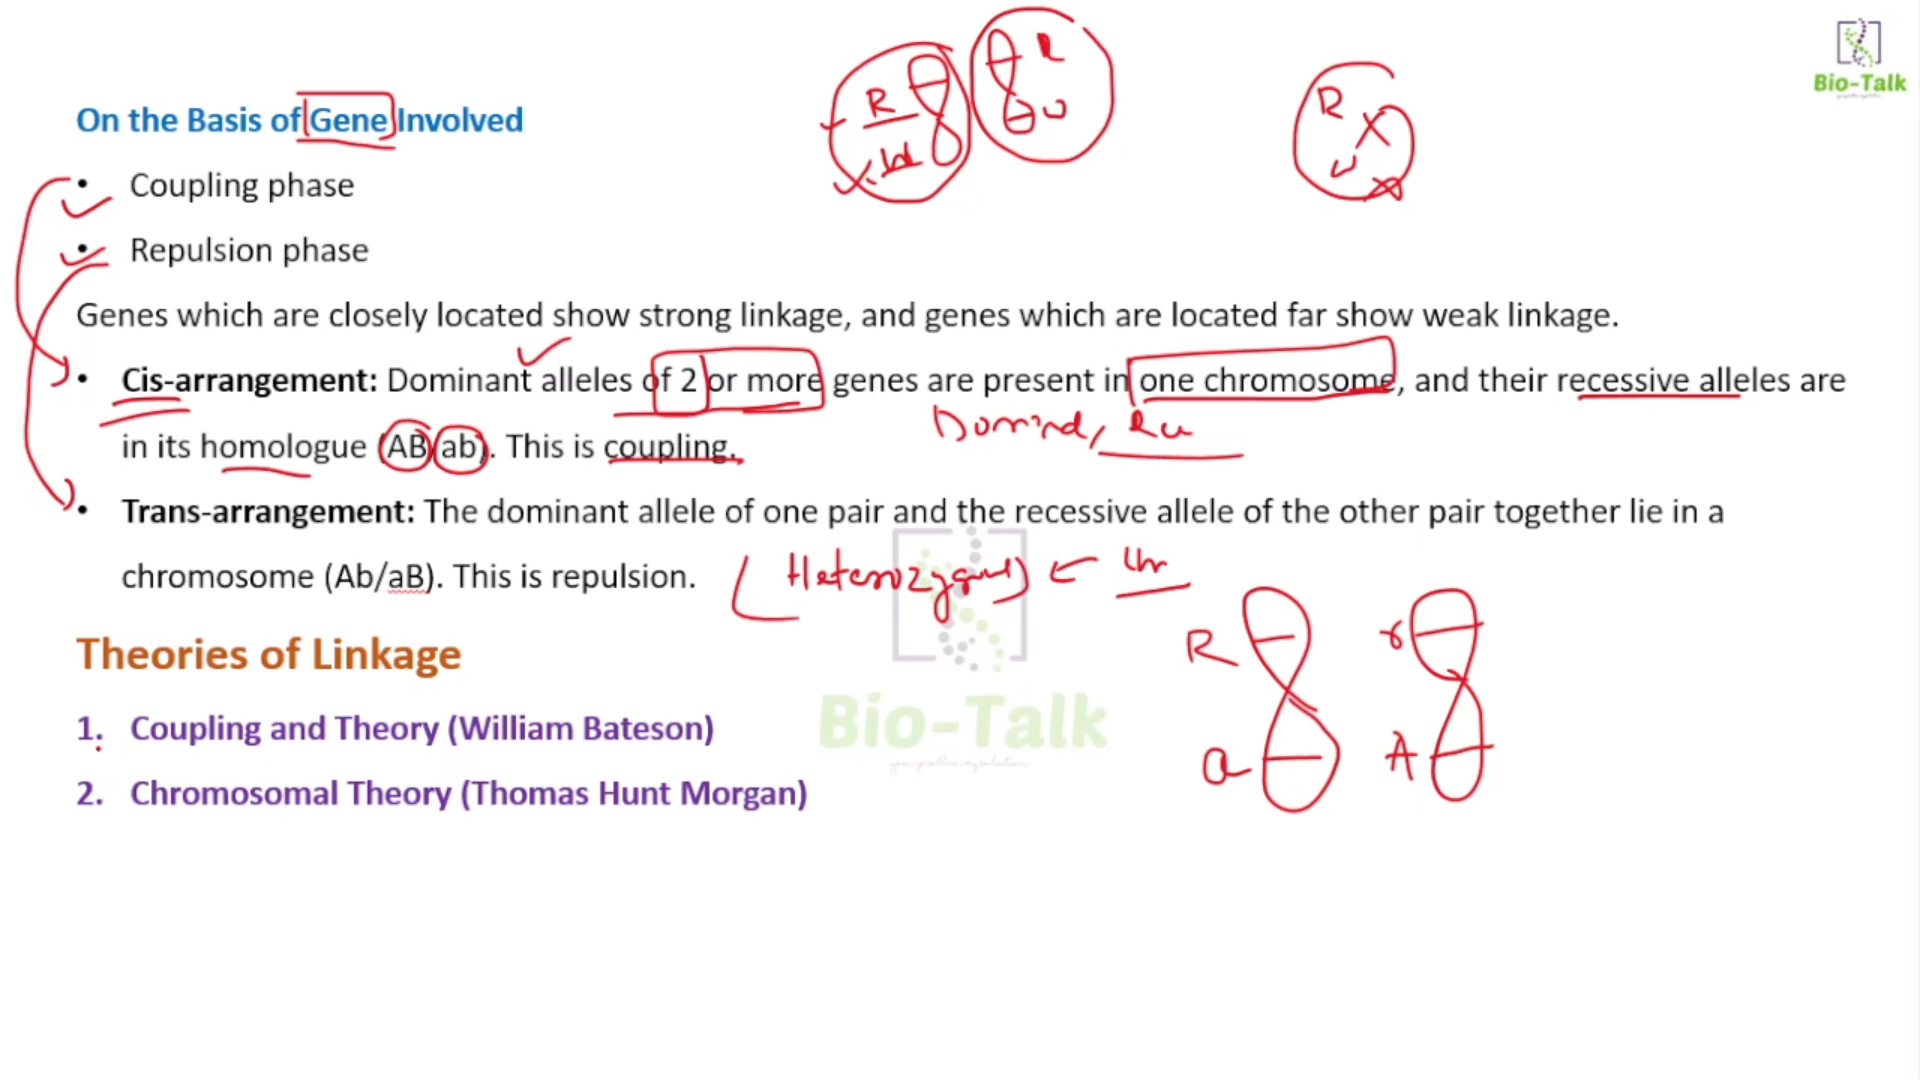 Bio-Talk
On the Basis of Gene Involved
• Coupling phase
• Repulsion phase
Genes which are closely located show strong linkage, and genes which are located far show weak linkage.
• Cis-arrangement: Dominant alleles of 2 or more genes are present in one chromosome, and their recessive alleles are
in its homologue (AB/ab). This is coupling.
• Trans-arrangement: The dominant allele of one pair and the recessive allele of the other pair together lie in a
chromosome (Ab/aB). This is repulsion.
Theories of Linkage
1. Coupling and Theory (William Bateson)
2. Chromosomal Theory (Thomas Hunt Morgan)
Bio-Talk
R
R
R
r
a
A